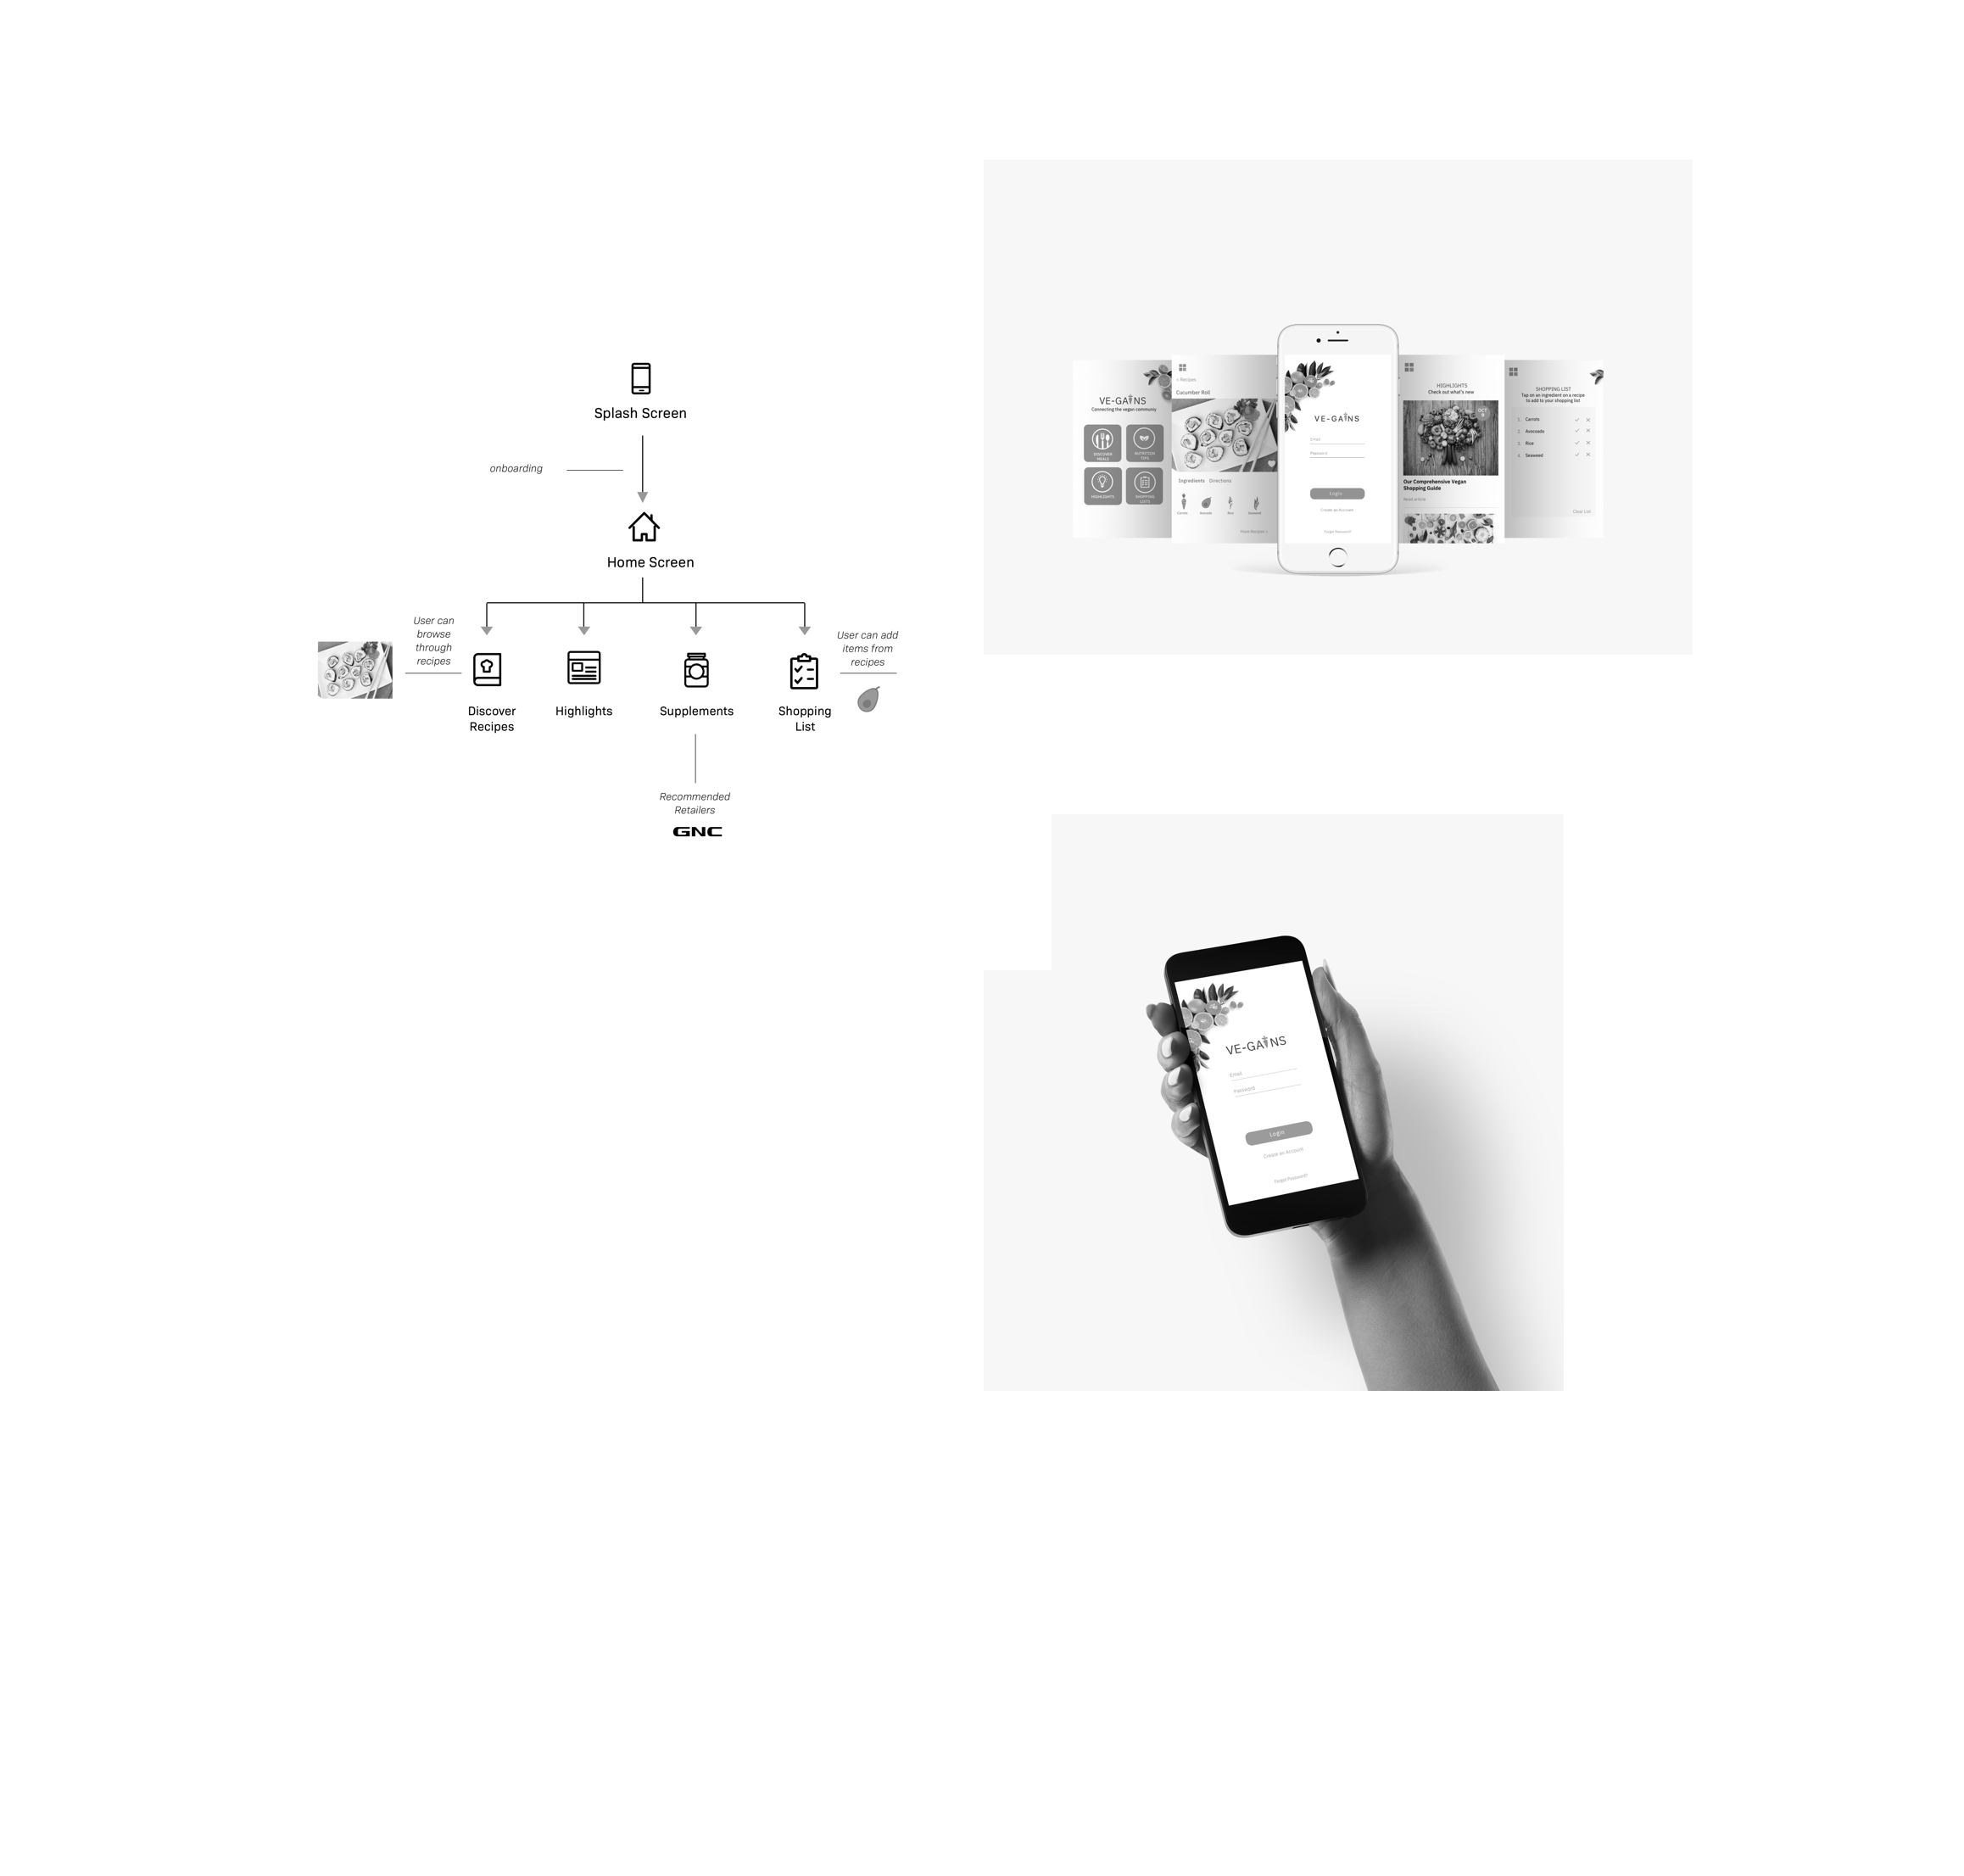 Splash Screen
onboarding
Home Screen
User can
browse
through
recipes
User can add
items from
recipes
Discover
Recipes
Highlights
Supplements
Shopping
List
Recommended
Retailers
GNC
VE-GAINS
Connecting the vegan communiy
DISCOVER
MEALS
NUTRITION
TIPS
HIGHLIGHTS
SHOPPING
LISTS
< Recipes
Cucumber Roll
Ingredients Directions
Carrots
Avocado
Rice
Seaweed
More Recipes >
VE-GAINS
Email
Password
Login
Create an Account
Forgot Password?
HIGHLIGHTS
Check out what's new
OCT
Our Comprehensive Vegan
Shopping Guide
Read article
SHOPPING LIST
Tap on an ingredient on a recipe
to add to your shopping list
1. Carrots
2. Avocoado
3. Rice
4. Seaweed
Clear List
VE-GAINS
Email
Password
Login
Create an Account
Forgot Password?